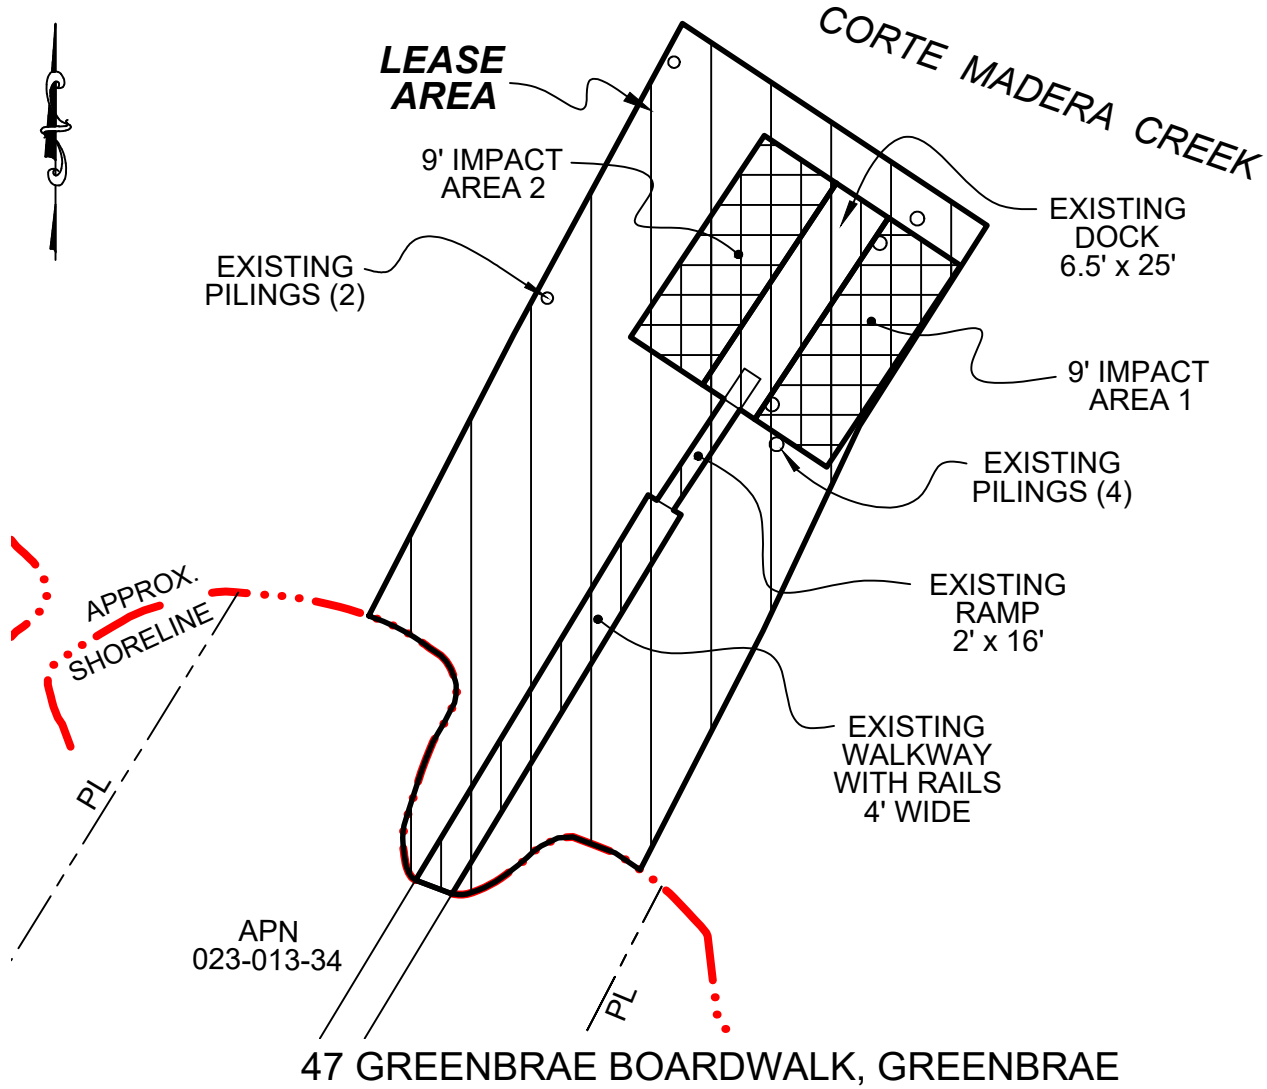 CORTE MADERA CREEK
LEASE
AREA
9' IMPACT
AREA 2
EXISTING
DOCK
6.5' x 25'
EXISTING
PILINGS (2)
9' IMPACT
AREA 1
EXISTING
PILINGS (4)
APPROX.
SHORELINE
EXISTING
RAMP
2' x 16'
EXISTING
WALKWAY
WITH RAILS
4' WIDE
PL
APN
023-013-34
PL
47 GREENBRAE BOARDWALK, GREENBRAE